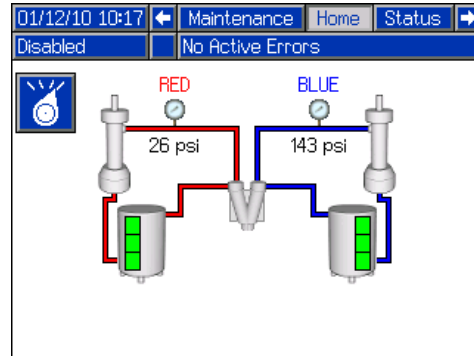 01/12/10 10:17 Maintenance Home Status
Disabled No Active Errors
RED BLUE
26 psi 143 psi